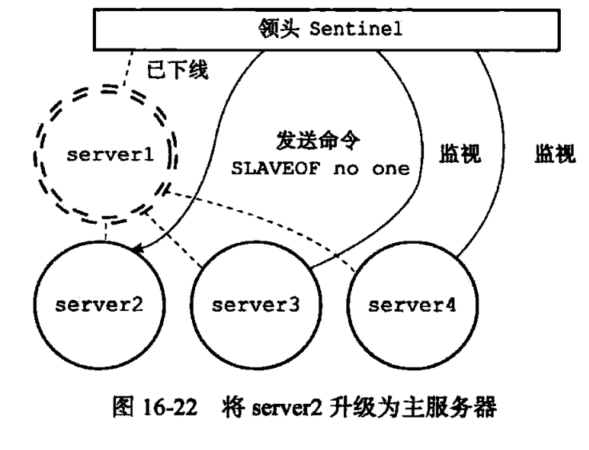 领头 Sentinel
已下线
server1
发送命令
SLAVEOF no one
监视
监视
server2
server3
server4
图 16-22 将 server2 升级为主服务器